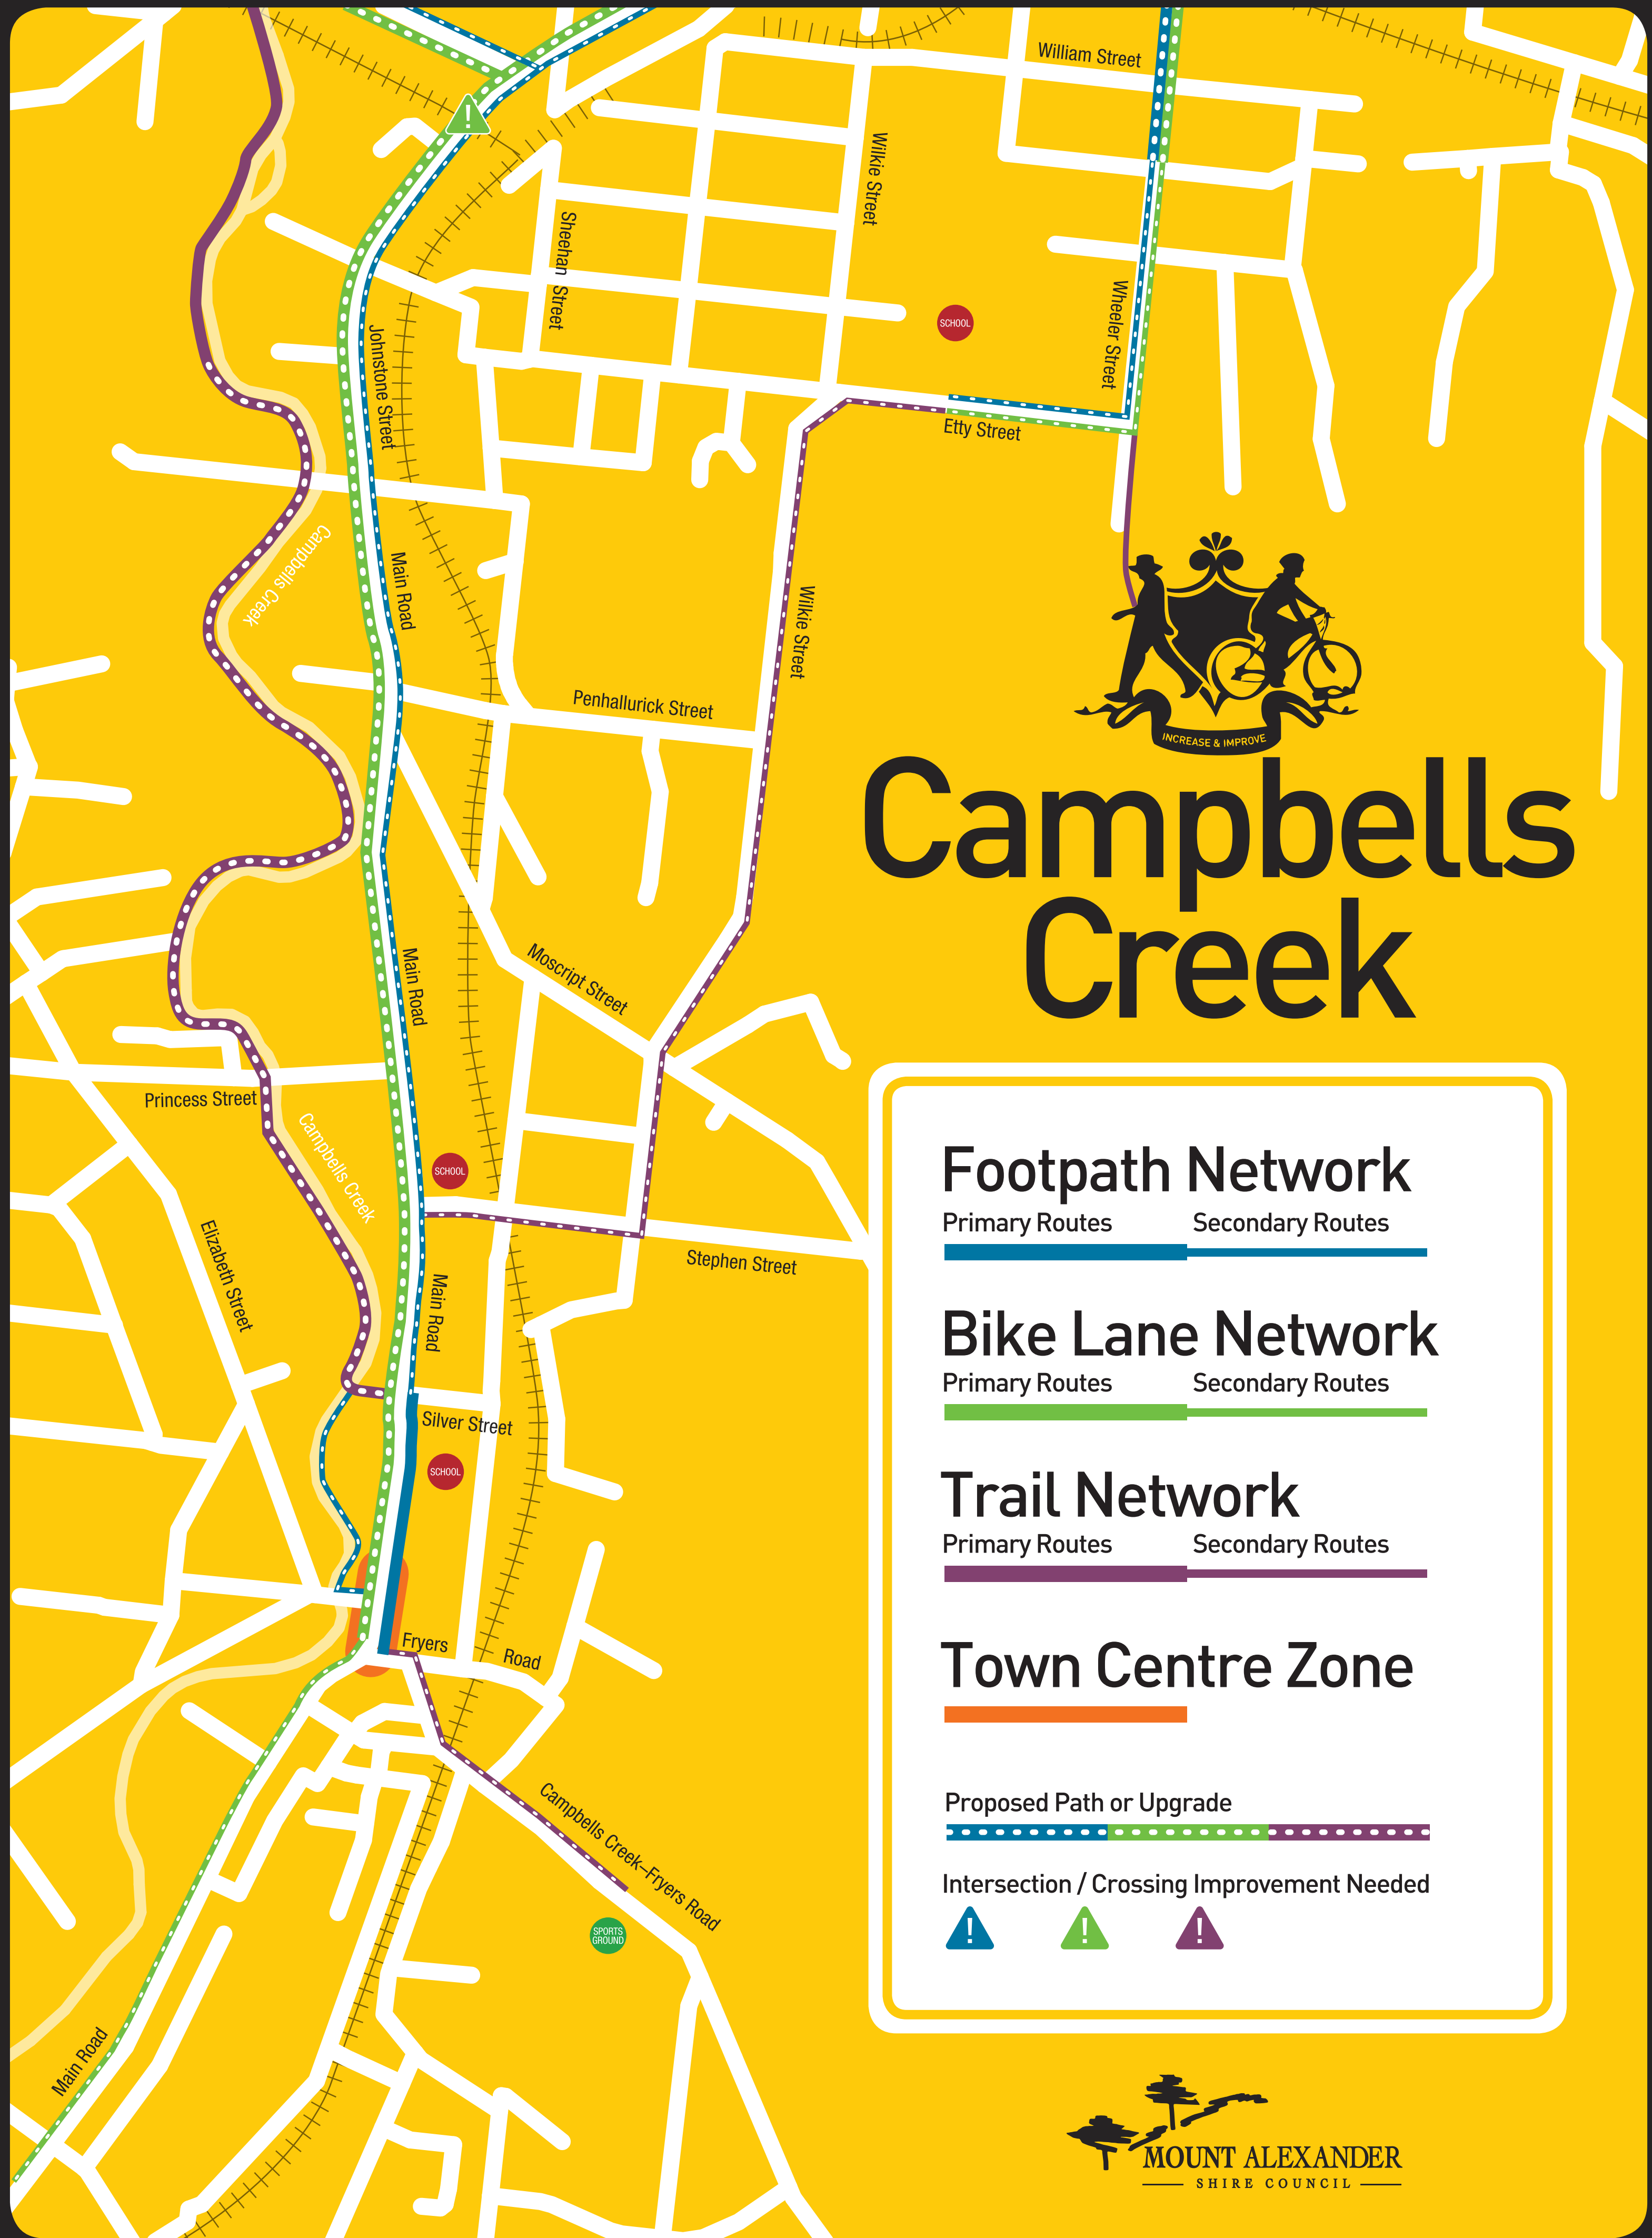 William Street
Wilkie Street
Sheehan Street
SCHOOL
Wheeler Street
Johnstone Street
Etty Street
Campbells Creek
Main Road
Wilkie Street
Penhallurick Street
INCREASE & IMPROVE
Campbells
Creek
Moscript Street
Main Road
Princess Street
Campbells Creek
SCHOOL
Elizabeth Street
Stephen Street
Main Road
Silver Street
SCHOOL
Fryers Road
Campbells Creek–Fryers Road
SPORTS
GROUND
Main Road
Footpath Network
Primary Routes Secondary Routes
Bike Lane Network
Primary Routes Secondary Routes
Trail Network
Primary Routes Secondary Routes
Town Centre Zone
Proposed Path or Upgrade
Intersection / Crossing Improvement Needed
! ! !
!
MOUNT ALEXANDER
SHIRE COUNCIL